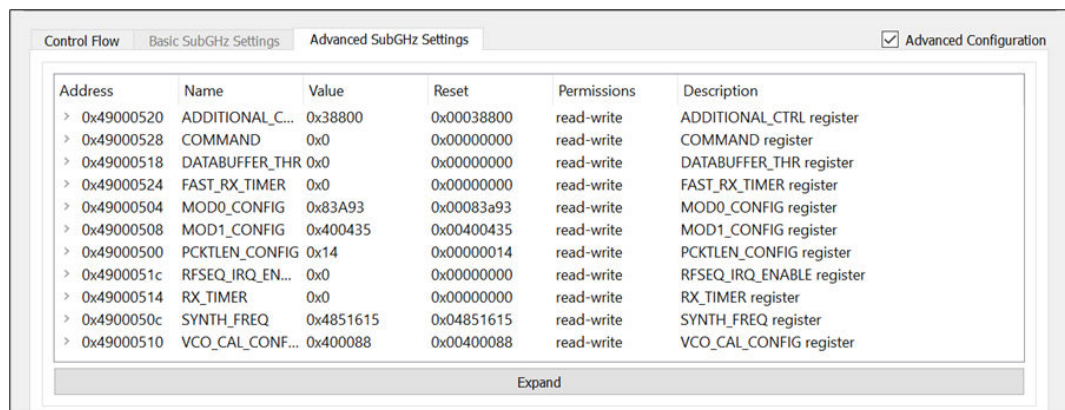 Control Flow Basic SubGHz Settings Advanced SubGHz Settings Advanced Configuration
Address Name Value Reset Permissions Description
0x49000520 ADDITIONAL_C... 0x38800 0x00038800 read-write ADDITIONAL_CTRL register
0x49000528 COMMAND 0x0 0x00000000 read-write COMMAND register
0x49000518 DATABUFFER_THR 0x0 0x00000000 read-write DATABUFFER_THR register
0x49000524 FAST_RX_TIMER 0x0 0x00000000 read-write FAST_RX_TIMER register
0x49000504 MOD0_CONFIG 0x83A93 0x00083a93 read-write MOD0_CONFIG register
0x49000508 MOD1_CONFIG 0x400435 0x00400435 read-write MOD1_CONFIG register
0x49000500 PCKTLEN_CONFIG 0x14 0x00000014 read-write PCKTLEN_CONFIG register
0x4900051c RFSEQ_IRQ_EN... 0x0 0x00000000 read-write RFSEQ_IRQ_ENABLE register
0x49000514 RX_TIMER 0x0 0x00000000 read-write RX_TIMER register
0x4900050c SYNTH_FREQ 0x4851615 0x04851615 read-write SYNTH_FREQ register
0x49000510 VCO_CAL_CONF... 0x400088 0x00400088 read-write VCO_CAL_CONFIG register
Expand